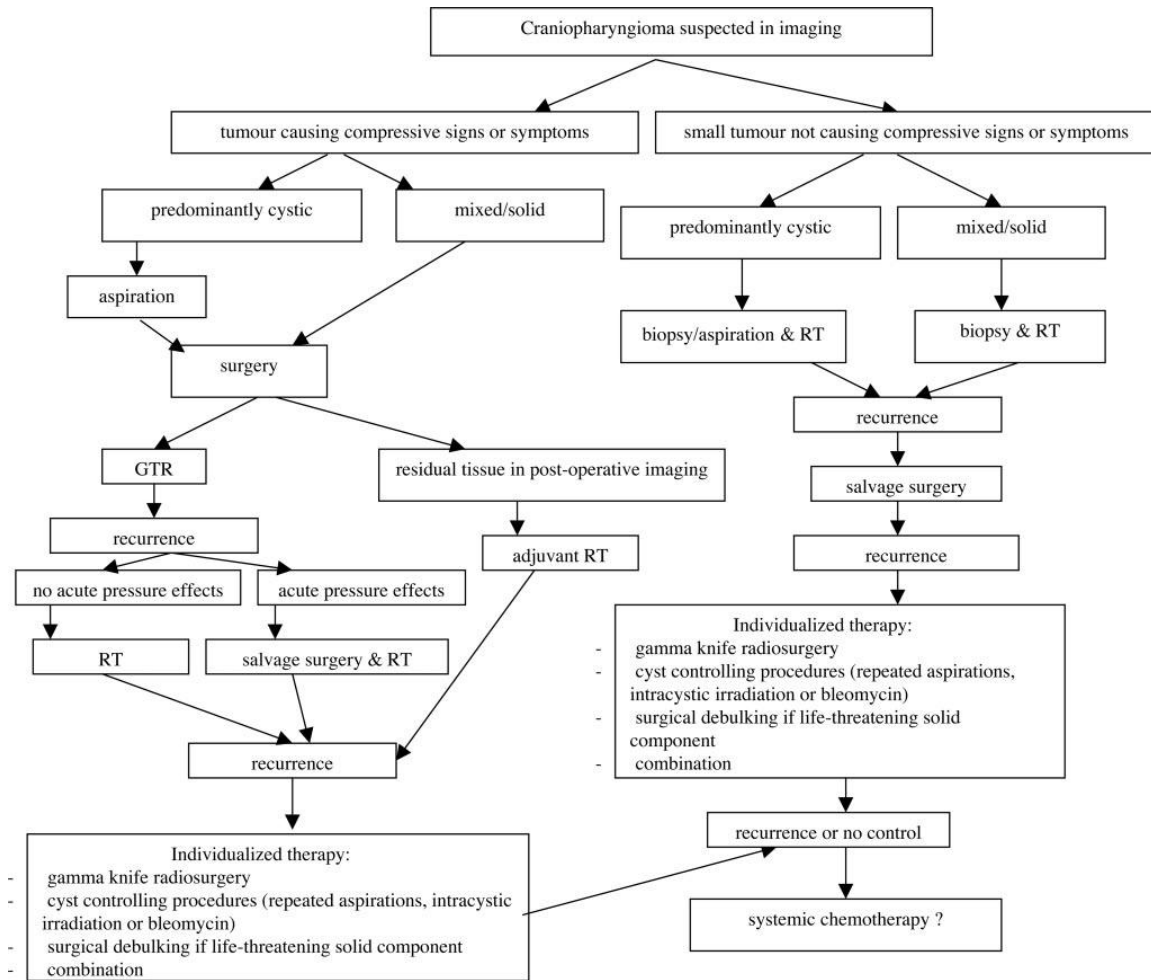 Craniopharyngioma suspected in imaging
tumour causing compressive signs or symptoms
small tumour not causing compressive signs or symptoms
predominantly cystic
mixed/solid
predominantly cystic
mixed/solid
aspiration
biopsy/aspiration & RT
biopsy & RT
surgery
recurrence
GTR
residual tissue in post-operative imaging
salvage surgery
recurrence
adjuvant RT
recurrence
no acute pressure effects
acute pressure effects
RT
salvage surgery & RT
Individualized therapy:
- gamma knife radiosurgery
- cyst controlling procedures (repeated aspirations,
intracystic irradiation or bleomycin)
- surgical debulking if life-threatening solid
component
- combination
recurrence
recurrence or no control
Individualized therapy:
- gamma knife radiosurgery
- cyst controlling procedures (repeated aspirations, intracystic
irradiation or bleomycin)
- surgical debulking if life-threatening solid component
- combination
systemic chemotherapy ?